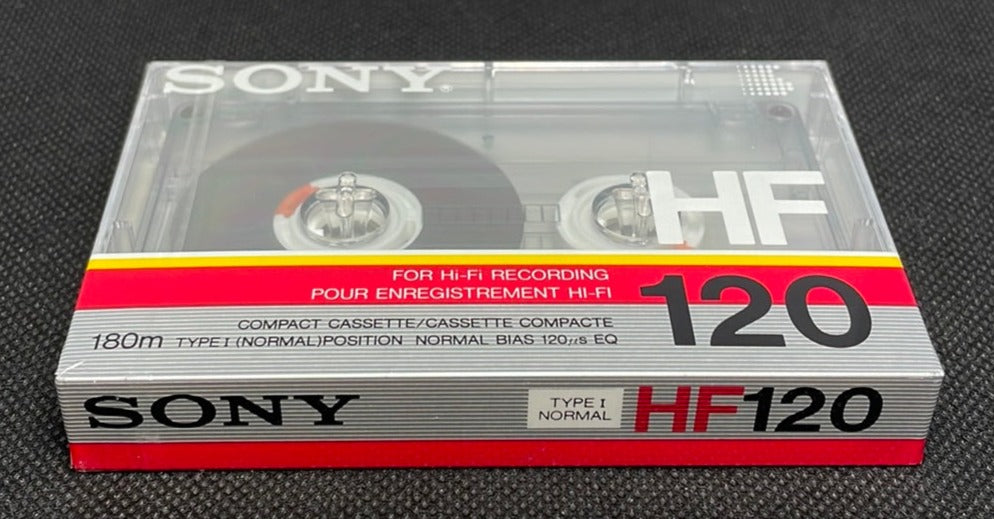 SONY®
HF
FOR Hi-Fi RECORDING
POUR ENREGISTREMENT HI-FI
120
COMPACT CASSETTE/CASSETTE COMPACTE
180m TYPE I (NORMAL)POSITION NORMAL BIAS 120µs EQ
SONY
TYPE I
NORMAL
HF120